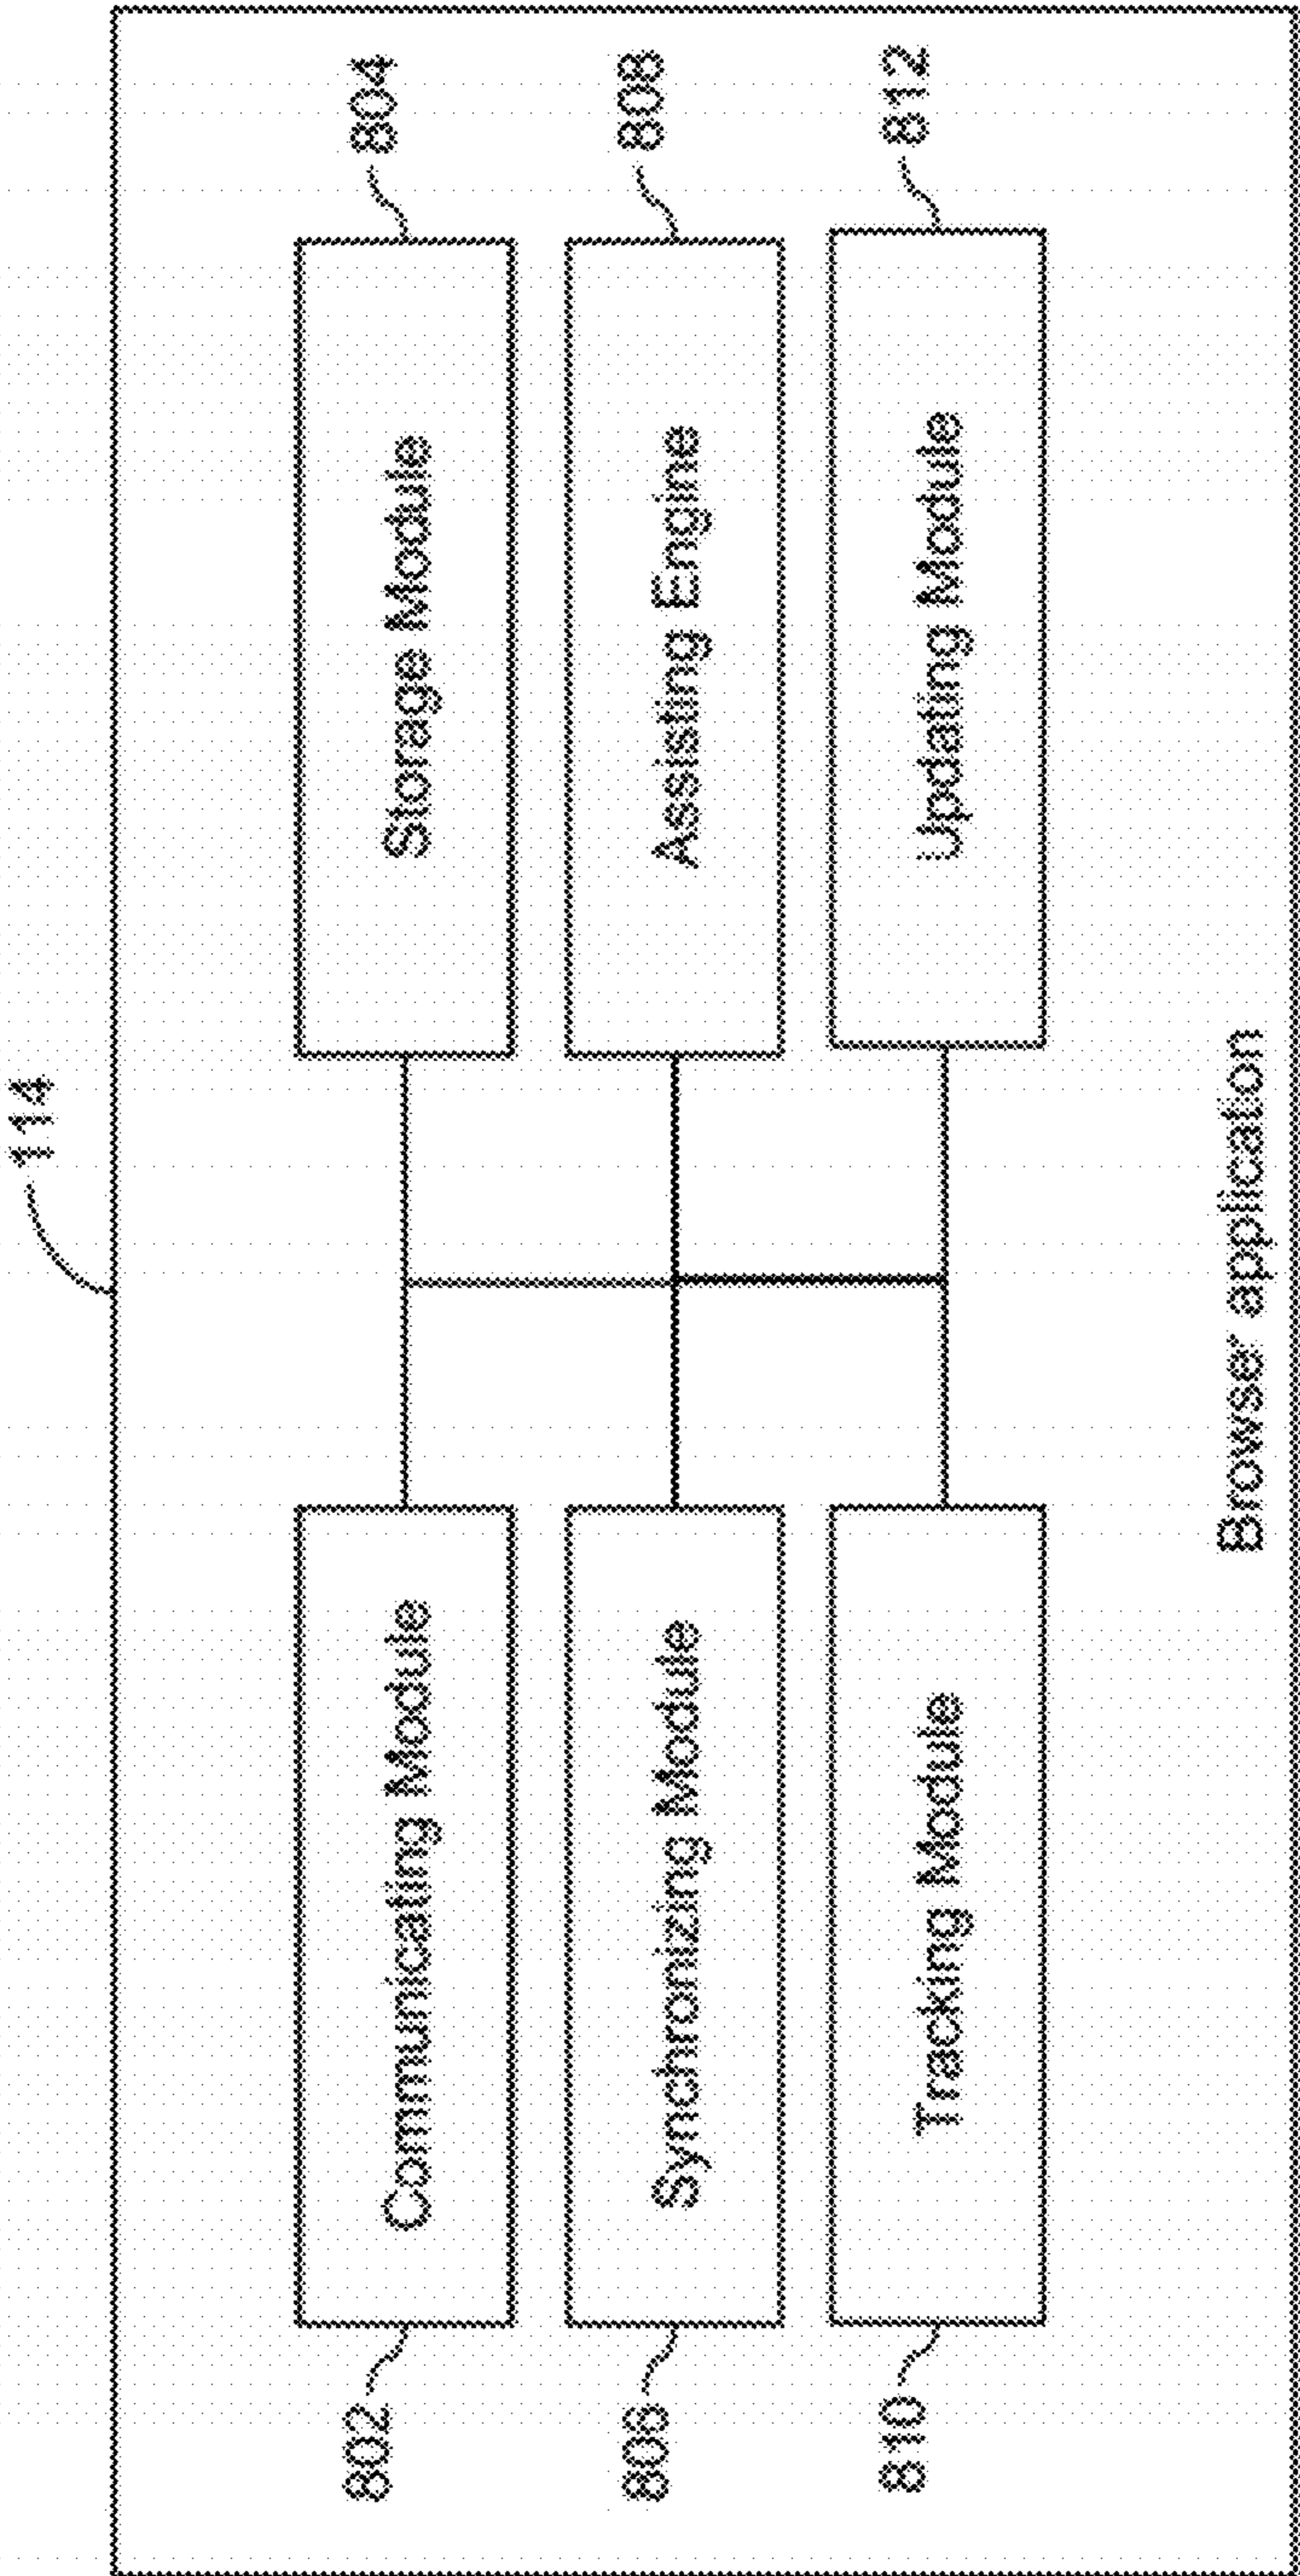 114
802
Communicating Module
Storage Module
804
806
Synchronizing Module
Assisting Engine
808
810
Tracking Module
Updating Module
812
Browser application